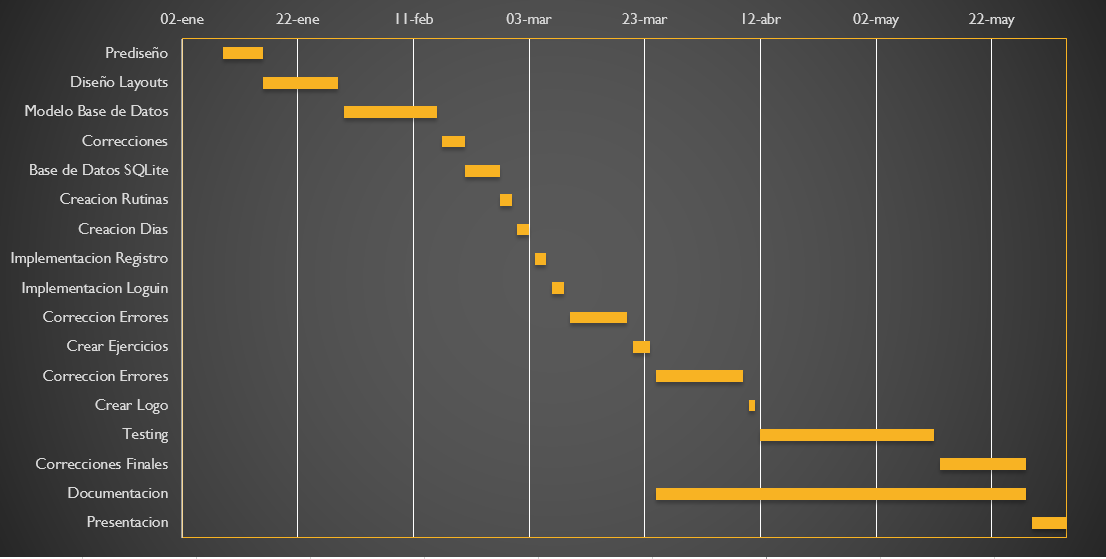 02-ene 22-ene 11-feb 03-mar 23-mar 12-abr 02-may 22-may
Prediseño
Diseño Layouts
Modelo Base de Datos
Correcciones
Base de Datos SQLite
Creacion Rutinas
Creacion Dias
Implementacion Registro
Implementacion Loguin
Correccion Errores
Crear Ejercicios
Correccion Errores
Crear Logo
Testing
Correcciones Finales
Documentacion
Presentacion